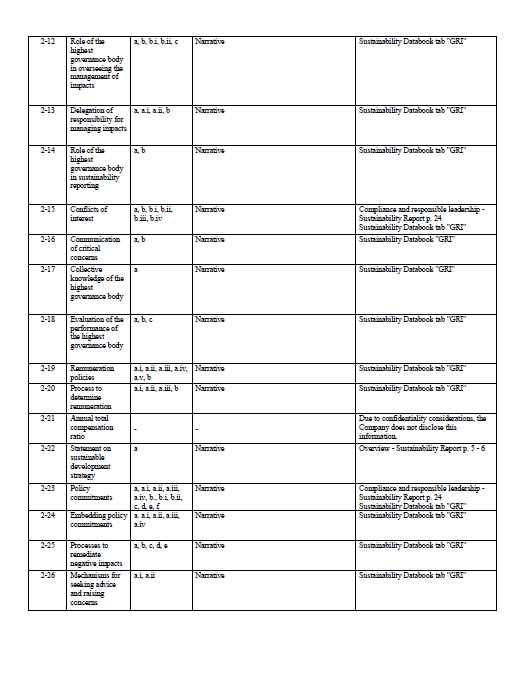 2-12 Role of the a, b, b.i, b.ii, c Narrative Sustainability Databook tab "GRI"
highest
governance body
in overseeing the
management of
impacts
2-13 Delegation of a, a.i, a.ii, b Narrative Sustainability Databook tab "GRI"
responsibility for
managing impacts
2-14 Role of the a, b Narrative Sustainability Databook tab "GRI"
highest
governance body
in sustainability
reporting
2-15 Conflicts of a, b, b.i, b.ii, Narrative Compliance and responsible leadership -
interest b.iii, b.iv Sustainability Report p. 24
Sustainability Databook tab "GRI"
2-16 Communication a, b Narrative Sustainability Databook "GRI"
of critical
concerns
2-17 Collective a Narrative Sustainability Databook "GRI"
knowledge of the
highest
governance body
2-18 Evaluation of the a, b, c Narrative Sustainability Databook tab "GRI"
performance of
the highest
governance body
2-19 Remuneration a.i, a.ii, a.iii, a.iv, Narrative Sustainability Databook tab "GRI"
policies a.v, b
2-20 Process to a.i, a.ii, a.iii, b Narrative Sustainability Databook tab "GRI"
determine
remuneration
2-21 Annual total Due to confidentiality considerations, the
compensation - - Company does not disclose this
ratio information.
2-22 Statement on a Narrative Overview - Sustainability Report p. 5 - 6
sustainable
development
strategy
2-23 Policy a, a.i, a.ii, a.iii, Narrative Compliance and responsible leadership -
commitments a.iv, b., b.i, b.ii, Sustainability Report p. 24
c, d, e, f Sustainability Databook tab "GRI"
2-24 Embedding policy a. a.i, a.ii, a.iii, Narrative Sustainability Databook tab "GRI"
commitments a.iv
2-25 Processes to a, b, c, d, e Narrative Sustainability Databook tab "GRI"
remediate
negative impacts
2-26 Mechanisms for a.i, a.ii Narrative Sustainability Databook tab "GRI"
seeking advice
and raising
concerns